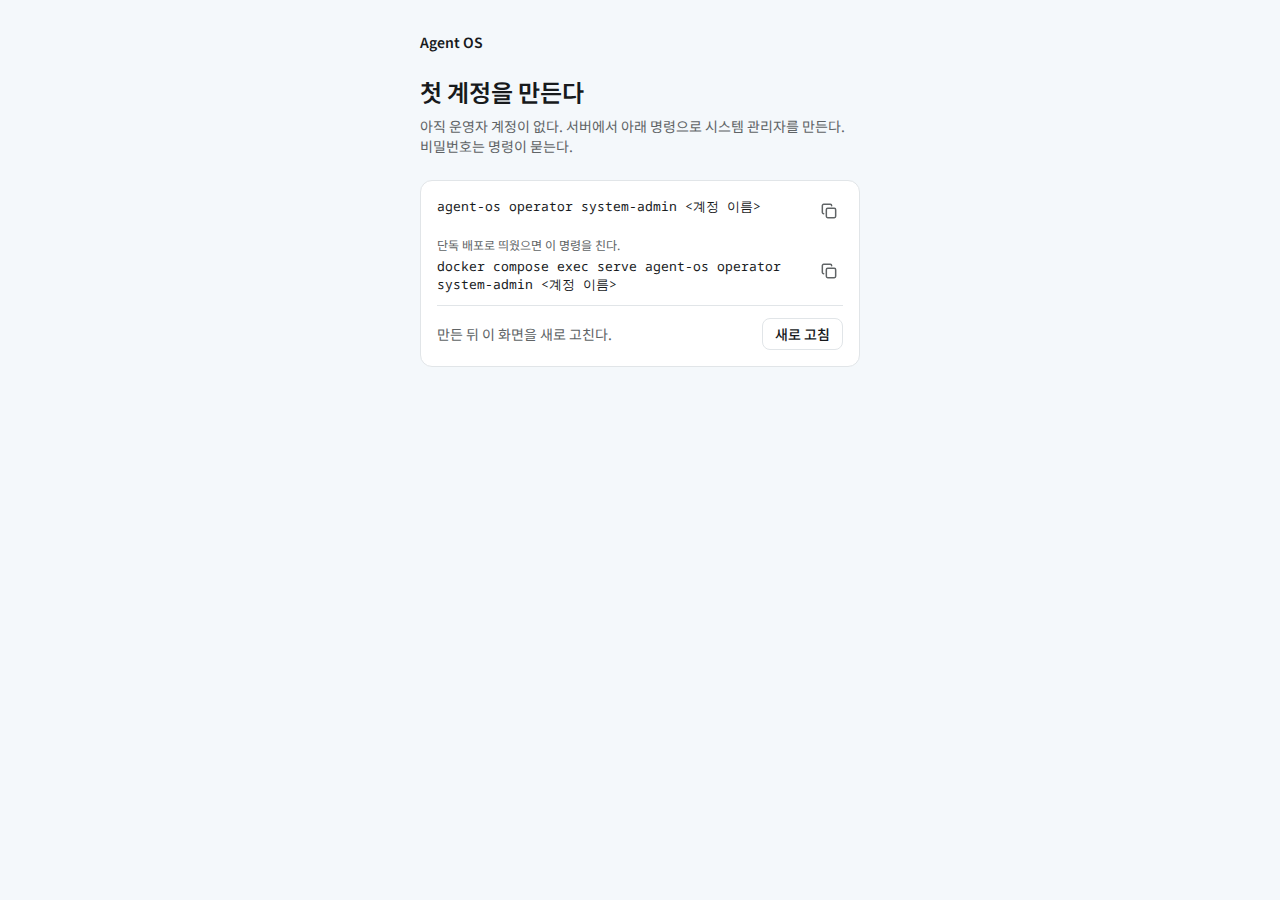 Agent OS
첫 계정을 만든다
아직 운영자 계정이 없다. 서버에서 아래 명령으로 시스템 관리자를 만든다.
비밀번호는 명령이 묻는다.
agent-os operator system-admin <계정 이름>
단독 배포로 띄웠으면 이 명령을 친다.
docker compose exec serve agent-os operator
system-admin <계정 이름>
만든 뒤 이 화면을 새로 고친다.
새로 고침